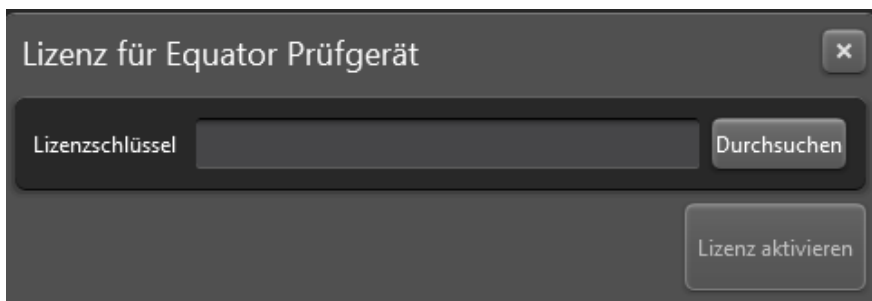 Lizenz für Equator Prüfgerät
Lizenzschlüssel
Durchsuchen
Lizenz aktivieren